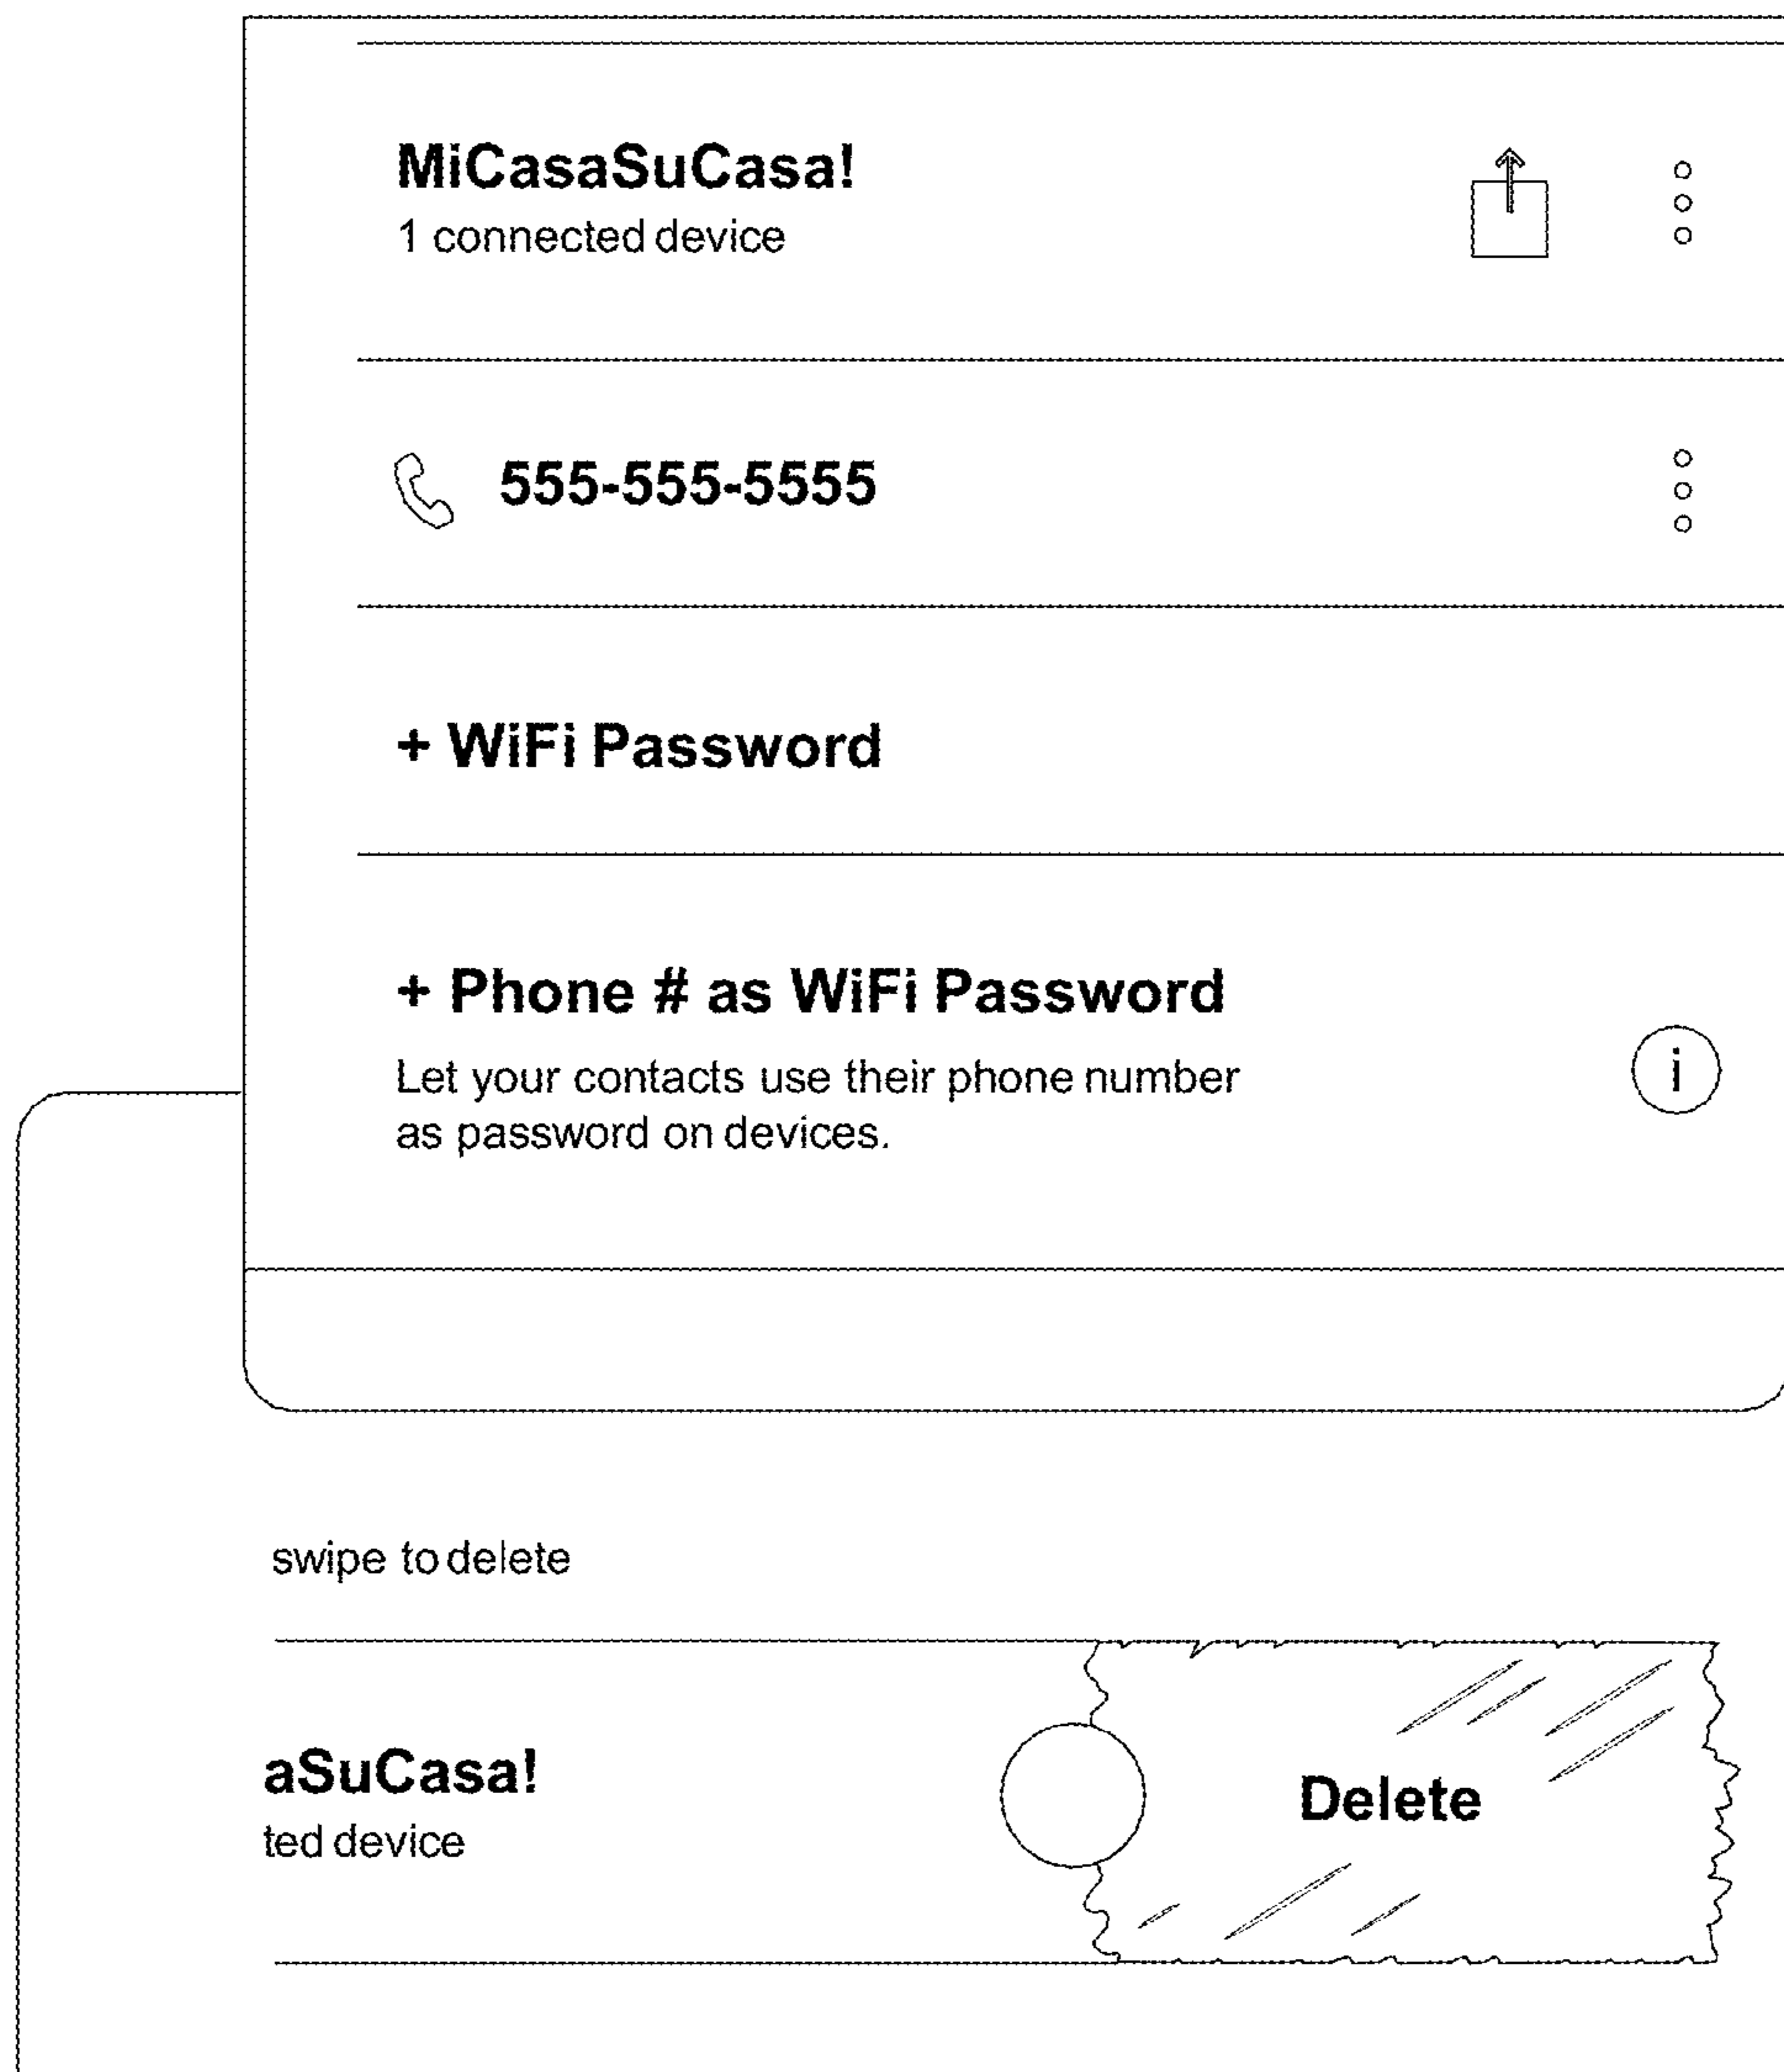 MiCasaSuCasa!
1 connected device
555-555-5555
+ WiFi Password
+ Phone # as WiFi Password
Let your contacts use their phone number
as password on devices.
i
swipe to delete
aSuCasa!
ted device
Delete